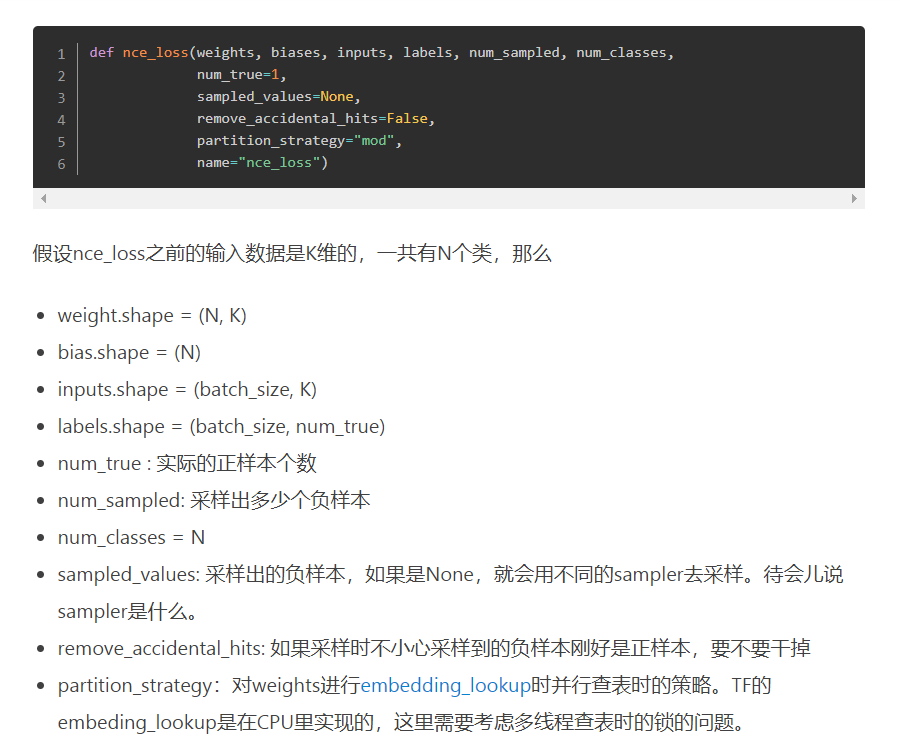 1 def nce_loss(weights, biases, inputs, labels, num_sampled, num_classes,
2 num_true=1,
3 sampled_values=None,
4 remove_accidental_hits=False,
5 partition_strategy="mod",
6 name="nce_loss")
假设nce_loss之前的输入数据是K维的，一共有N个类，那么
• weight.shape = (N, K)
• bias.shape = (N)
• inputs.shape = (batch_size, K)
• labels.shape = (batch_size, num_true)
• num_true : 实际的正样本个数
• num_sampled: 采样出多少个负样本
• num_classes = N
• sampled_values: 采样出的负样本，如果是None，就会用不同的sampler去采样。待会儿说
sampler是什么。
• remove_accidental_hits: 如果采样时不小心采样到的负样本刚好是正样本，要不要干掉
• partition_strategy：对weights进行embedding_lookup时并行查表时的策略。TF的
embeding_lookup是在CPU里实现的，这里需要考虑多线程查表时的锁的问题。